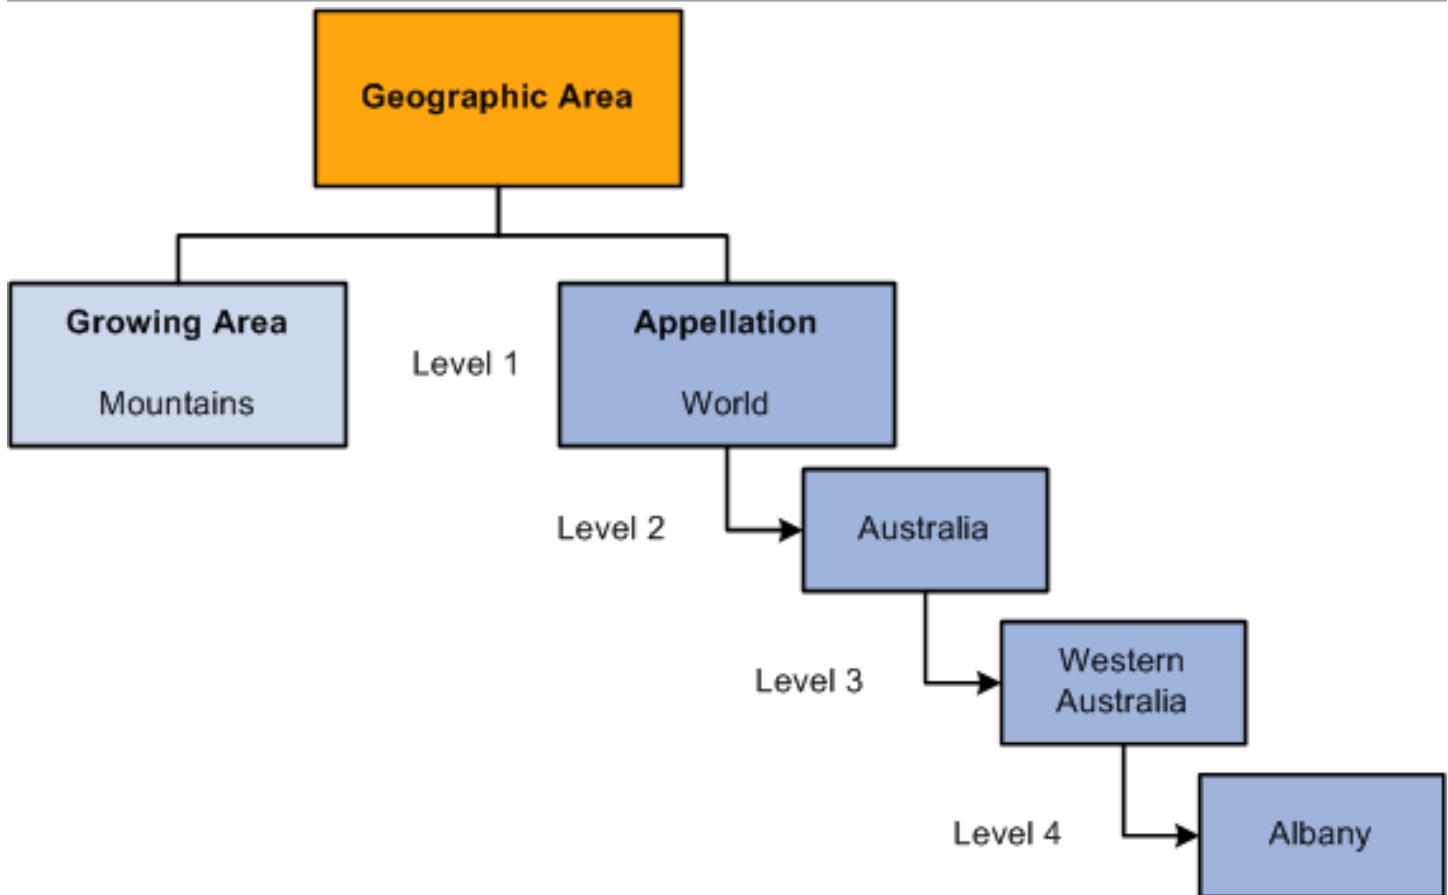 Geographic Area
Growing Area
Mountains
Level 1
Appellation
World
Level 2
Australia
Level 3
Western
Australia
Level 4
Albany